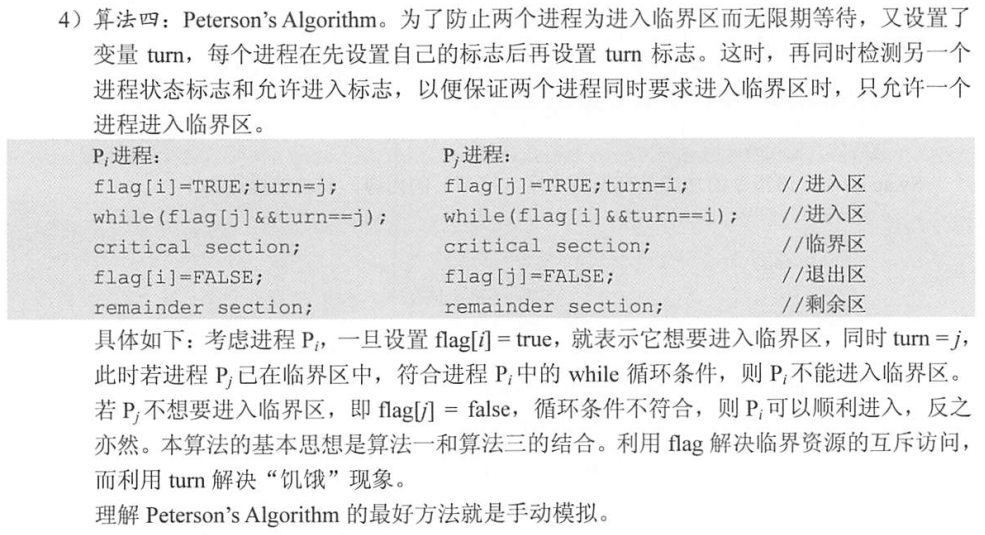 4）算法四：Peterson's Algorithm。为了防止两个进程为进入临界区而无限期等待，又设置了
变量 turn，每个进程在先设置自己的标志后再设置 turn 标志。这时，再同时检测另一个
进程状态标志和允许进入标志，以便保证两个进程同时要求进入临界区时，只允许一个
进程进入临界区。
Pi进程： Pj进程：
flag[i]=TRUE;turn=j; flag[j]=TRUE;turn=i; //进入区
while(flag[j]&&turn==j); while(flag[i]&&turn==i); //进入区
critical section; critical section; //临界区
flag[i]=FALSE; flag[j]=FALSE; //退出区
remainder section; remainder section; //剩余区
具体如下：考虑进程 Pi，一旦设置 flag[i] = true，就表示它想要进入临界区，同时 turn = j，
此时若进程 Pj 已在临界区中，符合进程 Pi 中的 while 循环条件，则 Pi 不能进入临界区。
若 Pj 不想要进入临界区，即 flag[j] = false，循环条件不符合，则 Pi 可以顺利进入，反之
亦然。本算法的基本思想是算法一和算法三的结合。利用 flag 解决临界资源的互斥访问，
而利用 turn 解决“饥饿”现象。
理解 Peterson's Algorithm 的最好方法就是手动模拟。